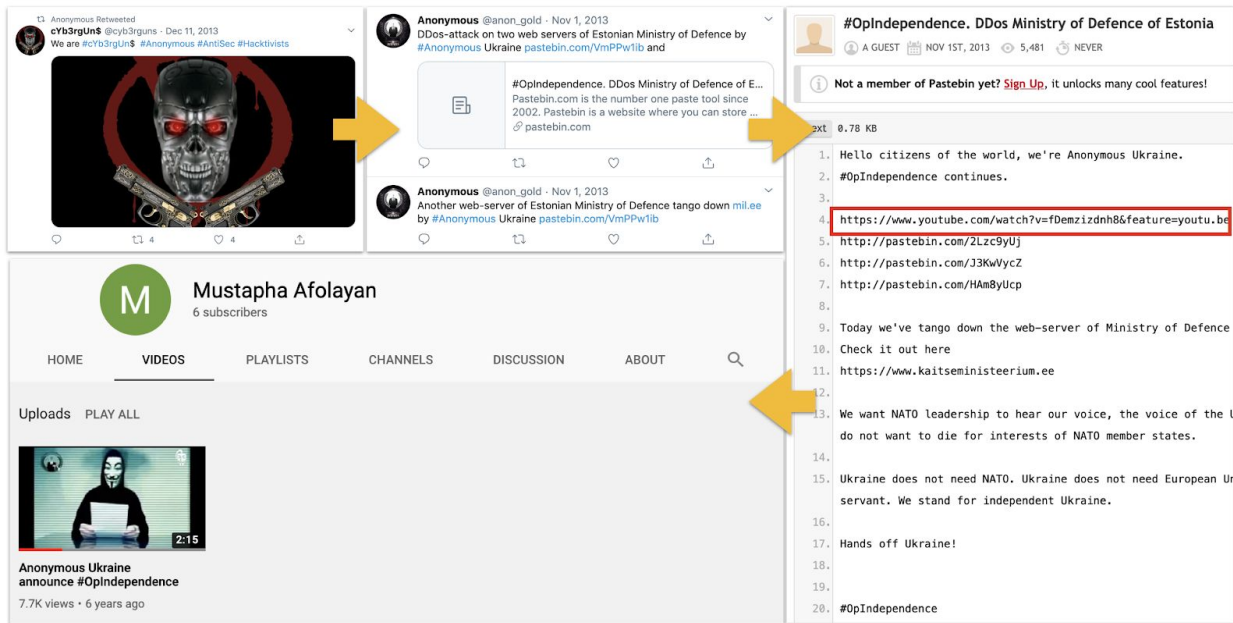 Anonymous Retweeted
cYb3rgUn$ @cyb3rguns · Dec 11, 2013
We are #cYb3rgUn$ #Anonymous #AntiSec #Hacktivists
4
4
Anonymous @anon_gold · Nov 1, 2013
DDos-attack on two web servers of Estonian Ministry of Defence by
#Anonymous Ukraine pastebin.com/VmPPw1ib and
#OpIndependence. DDos Ministry of Defence of E...
Pastebin.com is the number one paste tool since
2002. Pastebin is a website where you can store ...
pastebin.com
Anonymous @anon_gold · Nov 1, 2013
Another web-server of Estonian Ministry of Defence tango down mil.ee
by #Anonymous Ukraine pastebin.com/VmPPw1ib
#OpIndependence. DDos Ministry of Defence of Estonia
A GUEST NOV 1ST, 2013 5,481 NEVER
Not a member of Pastebin yet? Sign Up, it unlocks many cool features!
ext 0.78 KB
1. Hello citizens of the world, we're Anonymous Ukraine.
2. #OpIndependence continues.
3.
4. https://www.youtube.com/watch?v=fDemzizdnh8&feature=youtu.be
5. http://pastebin.com/2Lzc9yUj
6. http://pastebin.com/J3KwVycZ
7. http://pastebin.com/HAm8yUcp
8.
9. Today we've tango down the web-server of Ministry of Defence
10. Check it out here
11. https://www.kaitseministeerium.ee
12.
13. We want NATO leadership to hear our voice, the voice of the U
do not want to die for interests of NATO member states.
14.
15. Ukraine does not need NATO. Ukraine does not need European Un
servant. We stand for independent Ukraine.
16.
17. Hands off Ukraine!
18.
19.
20. #OpIndependence
M
Mustapha Afolayan
6 subscribers
HOME VIDEOS PLAYLISTS CHANNELS DISCUSSION ABOUT
Uploads PLAY ALL
2:15
Anonymous Ukraine
announce #OpIndependence
7.7K views • 6 years ago